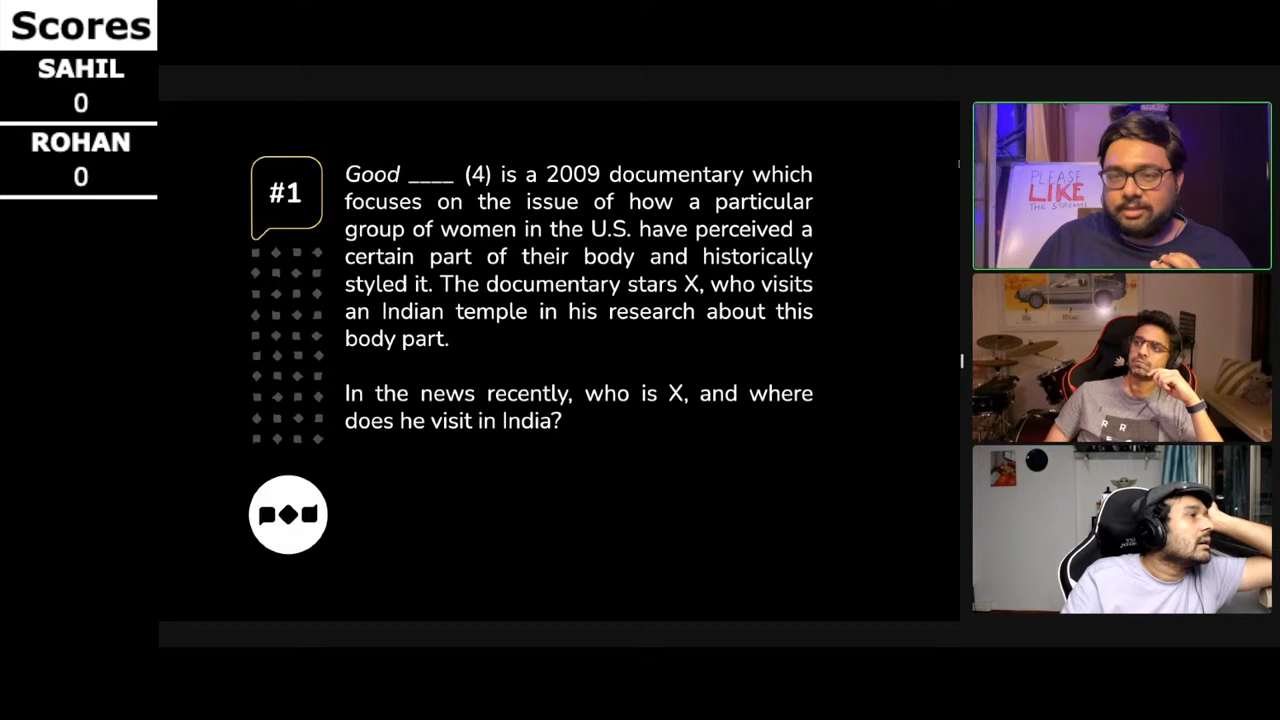 Scores
SAHIL
0
ROHAN
0
#1
Good ____ (4) is a 2009 documentary which
focuses on the issue of how a particular
group of women in the U.S. have perceived a
certain part of their body and historically
styled it. The documentary stars X, who visits
an Indian temple in his research about this
body part.
In the news recently, who is X, and where
does he visit in India?
PLEASE
LIKE
THE STREAM!